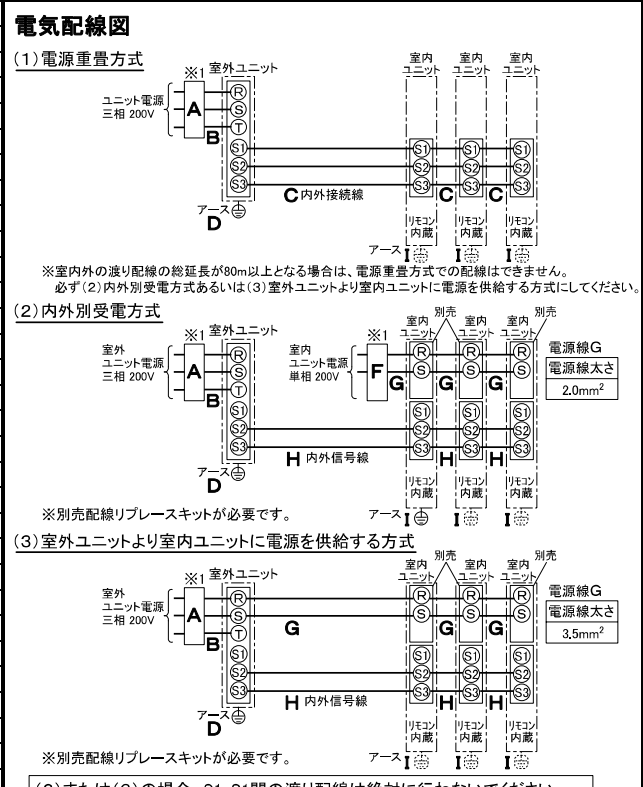 電気配線図
(1)電源重畳方式
※1
室外ユニット
室内
ユニット
室内
ユニット
室内
ユニット
ユニット電源
三相 200V
A
B
R
S
T
S1
S2
S3
S1
S2
S3
S1
S2
S3
S1
S2
S3
C 内外接続線
C
C
アース
D
リモコン
内蔵
リモコン
内蔵
リモコン
内蔵
アース I
I
I
※室内外の渡り配線の総延長が80m以上となる場合は、電源重畳方式での配線はできません。
必ず(2)内外別受電方式あるいは(3)室外ユニットより室内ユニットに電源を供給する方式にしてください。
(2)内外別受電方式
※1
室外ユニット
※1
室内
ユニット
別売
室内
ユニット
室内
ユニット
別売
室外
ユニット電源
三相 200V
A
B
R
S
T
S1
S2
S3
室内
ユニット電源
単相 200V
F
G
R
S
G
R
S
G
R
S
電源線G
電源線太さ
2.0mm²
S1
S2
S3
S1
S2
S3
S1
S2
S3
H 内外信号線
H
H
アース
D
リモコン
内蔵
リモコン
内蔵
リモコン
内蔵
※別売配線リプレースキットが必要です。
アース I
I
I
(3)室外ユニットより室内ユニットに電源を供給する方式
※1
室外ユニット
室内
ユニット
別売
室内
ユニット
室内
ユニット
別売
室外
ユニット電源
三相 200V
A
B
R
S
T
S1
S2
S3
G
R
S
G
R
S
G
R
S
電源線G
電源線太さ
3.5mm²
S1
S2
S3
S1
S2
S3
S1
S2
S3
H 内外信号線
H
H
アース
D
リモコン
内蔵
リモコン
内蔵
リモコン
内蔵
※別売配線リプレースキットが必要です。
アース I
I
I